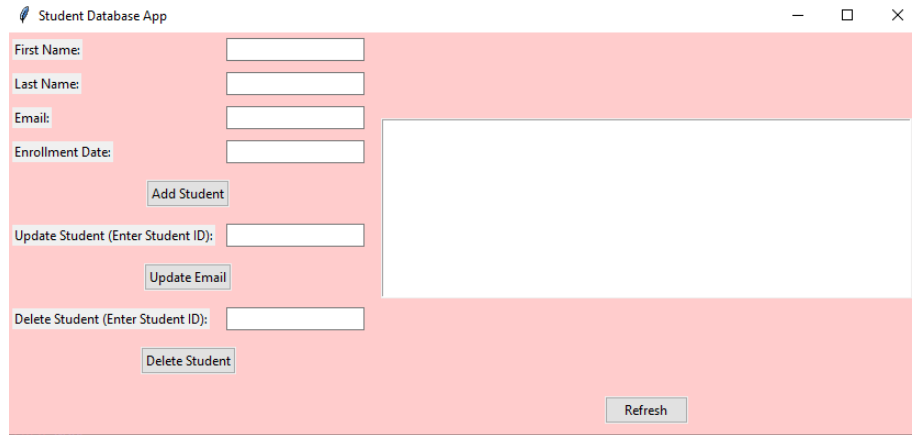 Student Database App
First Name:
Last Name:
Email:
Enrollment Date:
Add Student
Update Student (Enter Student ID):
Update Email
Delete Student (Enter Student ID):
Delete Student
Refresh